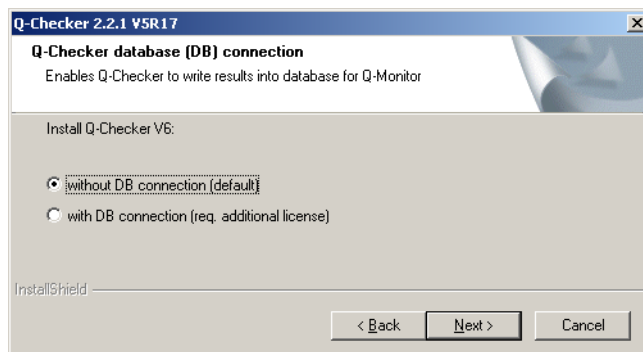 Q-Checker 2.2.1 V5R17
Q-Checker database (DB) connection
Enables Q-Checker to write results into database for Q-Monitor
Install Q-Checker V6:
without DB connection (default)
with DB connection (req. additional license)
InstallShield
< Back Next > Cancel